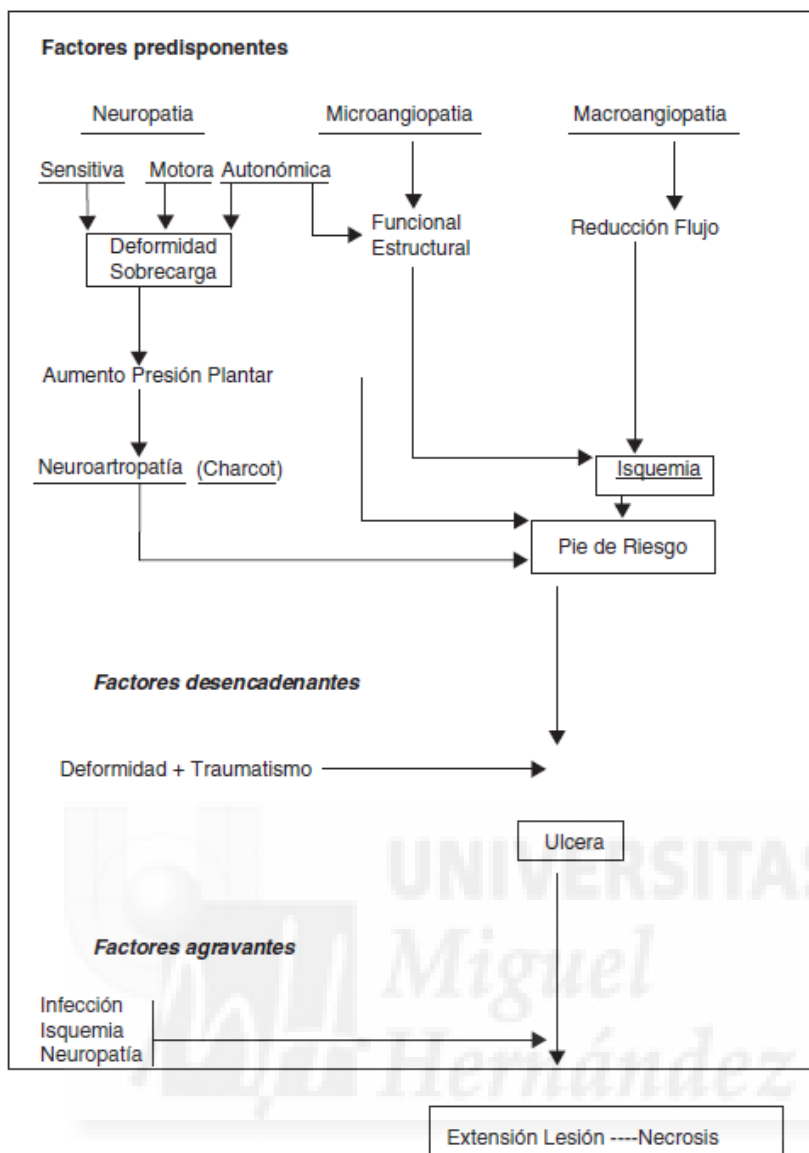 Factores predisponentes
Neuropatia
Microangiopatia
Macroangiopatia
Sensitiva
Motora
Autonómica
Funcional
Estructural
Reducción Flujo
Deformidad
Sobrecarga
Aumento Presión Plantar
Neuroartropatía (Charcot)
Isquemia
Pie de Riesgo
Factores desencadenantes
Deformidad + Traumatismo
Ulcera
UNIVERSITAS
Miguel
Hernández
Factores agravantes
Infección
Isquemia
Neuropatía
Extensión Lesión ----Necrosis